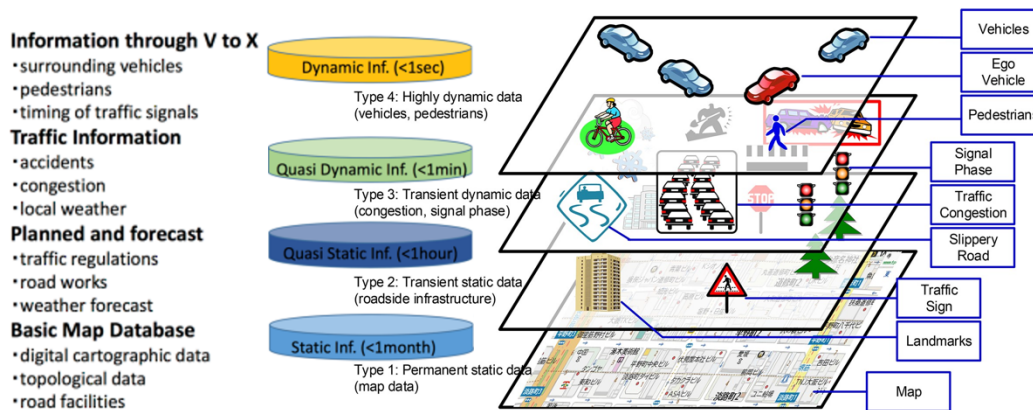 Information through V to X
・surrounding vehicles
・pedestrians
・timing of traffic signals
Traffic Information
・accidents
・congestion
・local weather
Planned and forecast
・traffic regulations
・road works
・weather forecast
Basic Map Database
・digital cartographic data
・topological data
・road facilities
Dynamic Inf. (<1sec)
Type 4: Highly dynamic data
(vehicles, pedestrians)
Quasi Dynamic Inf. (<1min)
Type 3: Transient dynamic data
(congestion, signal phase)
Quasi Static Inf. (<1hour)
Type 2: Transient static data
(roadside infrastructure)
Static Inf. (<1month)
Type 1: Permanent static data
(map data)
STOP
Vehicles
Ego
Vehicle
Pedestrians
Signal
Phase
Traffic
Congestion
Slippery
Road
Traffic
Sign
Landmarks
Map